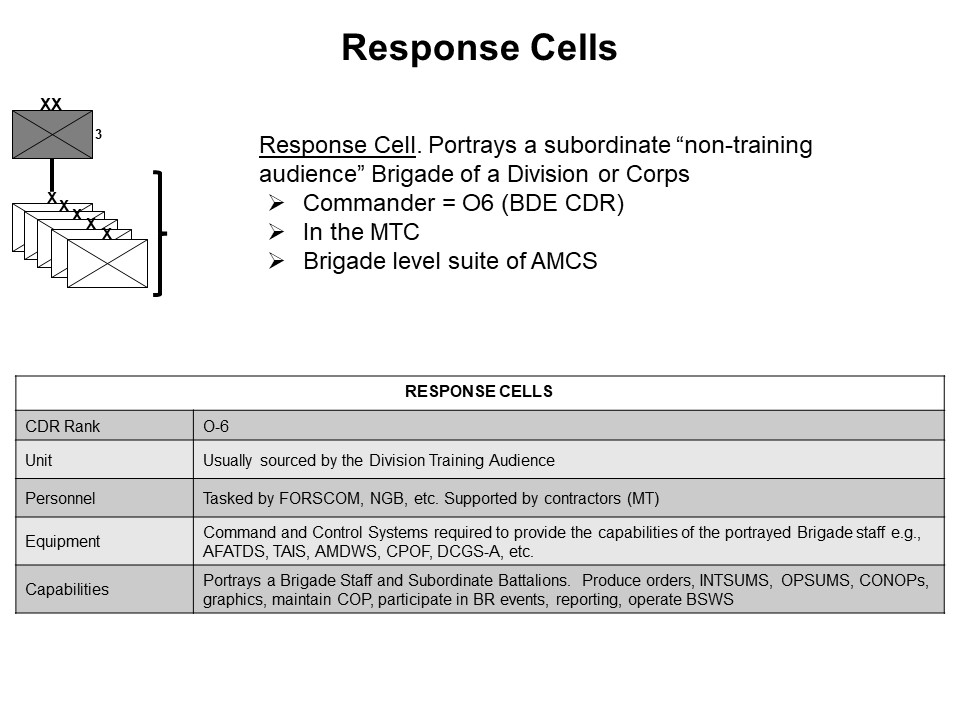 Response Cells
XX
3
X
X
X
X
X
Response Cell. Portrays a subordinate “non-training
audience” Brigade of a Division or Corps
➢ Commander = O6 (BDE CDR)
➢ In the MTC
➢ Brigade level suite of AMCS
RESPONSE CELLS
CDR Rank O-6
Unit Usually sourced by the Division Training Audience
Personnel Tasked by FORSCOM, NGB, etc. Supported by contractors (MT)
Equipment Command and Control Systems required to provide the capabilities of the portrayed Brigade staff e.g.,
AFATDS, TAIS, AMDWS, CPOF, DCGS-A, etc.
Capabilities Portrays a Brigade Staff and Subordinate Battalions. Produce orders, INTSUMS, OPSUMS, CONOPs,
graphics, maintain COP, participate in BR events, reporting, operate BSWS